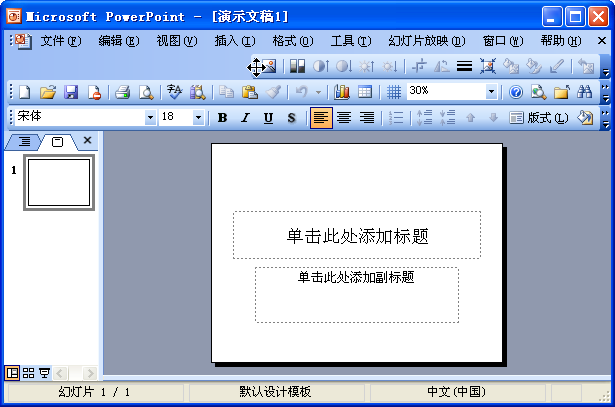 Microsoft PowerPoint - [演示文稿1]
文件(F) 编辑(E) 视图(V) 插入(I) 格式(O) 工具(T) 幻灯片放映(D) 窗口(W) 帮助(H) ×
30%
宋体 18 B I U S 版式(L)
1
单击此处添加标题
单击此处添加副标题
幻灯片 1 / 1 默认设计模板 中文(中国)